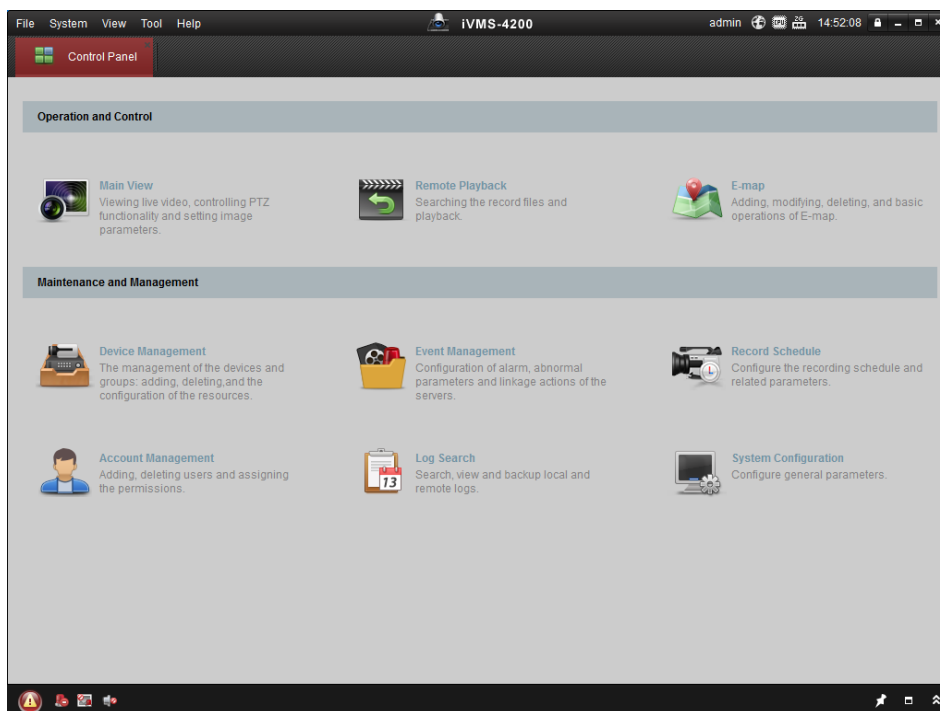 File System View Tool Help iVMS-4200 admin CPU 2G 14:52:08
Control Panel
Operation and Control
Main View
Viewing live video, controlling PTZ
functionality and setting image
parameters.
Remote Playback
Searching the record files and
playback.
E-map
Adding, modifying, deleting, and basic
operations of E-map.
Maintenance and Management
Device Management
The management of the devices and
groups: adding, deleting,and the
configuration of the resources.
Event Management
Configuration of alarm, abnormal
parameters and linkage actions of the
servers.
Record Schedule
Configure the recording schedule and
related parameters.
Account Management
Adding, deleting users and assigning
the permissions.
13
Log Search
Search, view and backup local and
remote logs.
System Configuration
Configure general parameters.